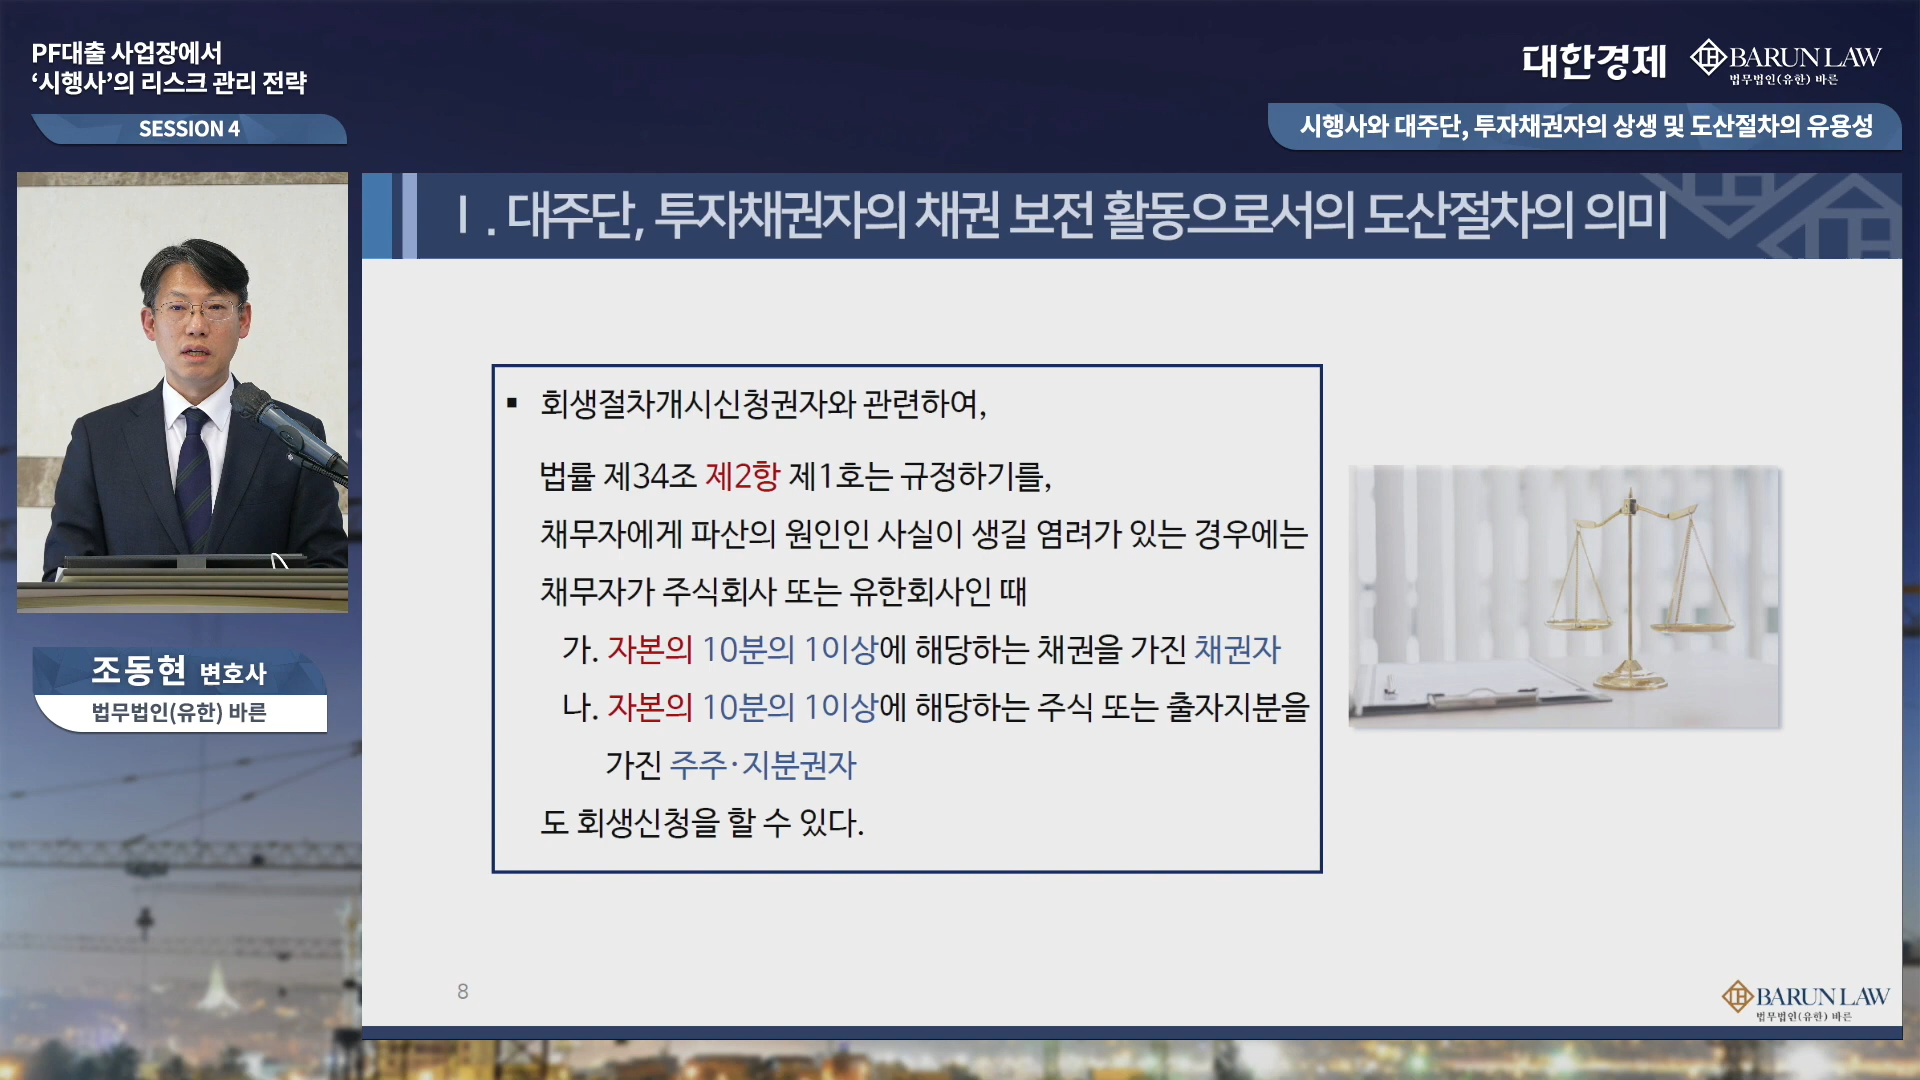 PF대출 사업장에서
‘시행사’의 리스크 관리 전략
SESSION 4
대한경제
BARUN LAW
법무법인(유한) 바른
시행사와 대주단, 투자채권자의 상생 및 도산절차의 유용성
Ⅰ. 대주단, 투자채권자의 채권 보전 활동으로서의 도산절차의 의미
▪ 회생절차개시신청권자와 관련하여,
법률 제34조 제2항 제1호는 규정하기를,
채무자에게 파산의 원인인 사실이 생길 염려가 있는 경우에는
채무자가 주식회사 또는 유한회사인 때
가. 자본의 10분의 1이상에 해당하는 채권을 가진 채권자
나. 자본의 10분의 1이상에 해당하는 주식 또는 출자지분을
가진 주주·지분권자
도 회생신청을 할 수 있다.
조동현 변호사
법무법인(유한) 바른
8
BARUN LAW
법무법인(유한) 바른